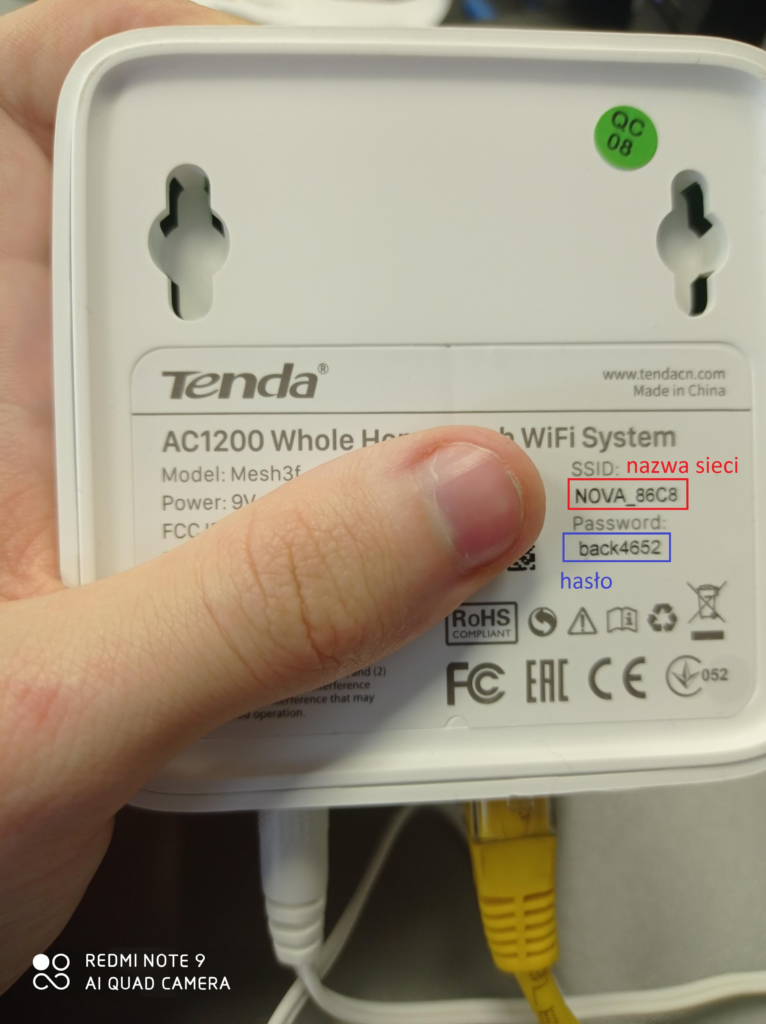 QC
08
Tenda®
www.tendacn.com
Made in China
AC1200 Whole WiFi System
Model: Mesh3f
Power: 9V
FCC
SSID: nazwa sieci
NOVA_86C8
Password:
back4652
hasło
RoHS
COMPLIANT
and (2)
interference
that may
operation.
FC EAC CE 052
REDMI NOTE 9
AI QUAD CAMERA